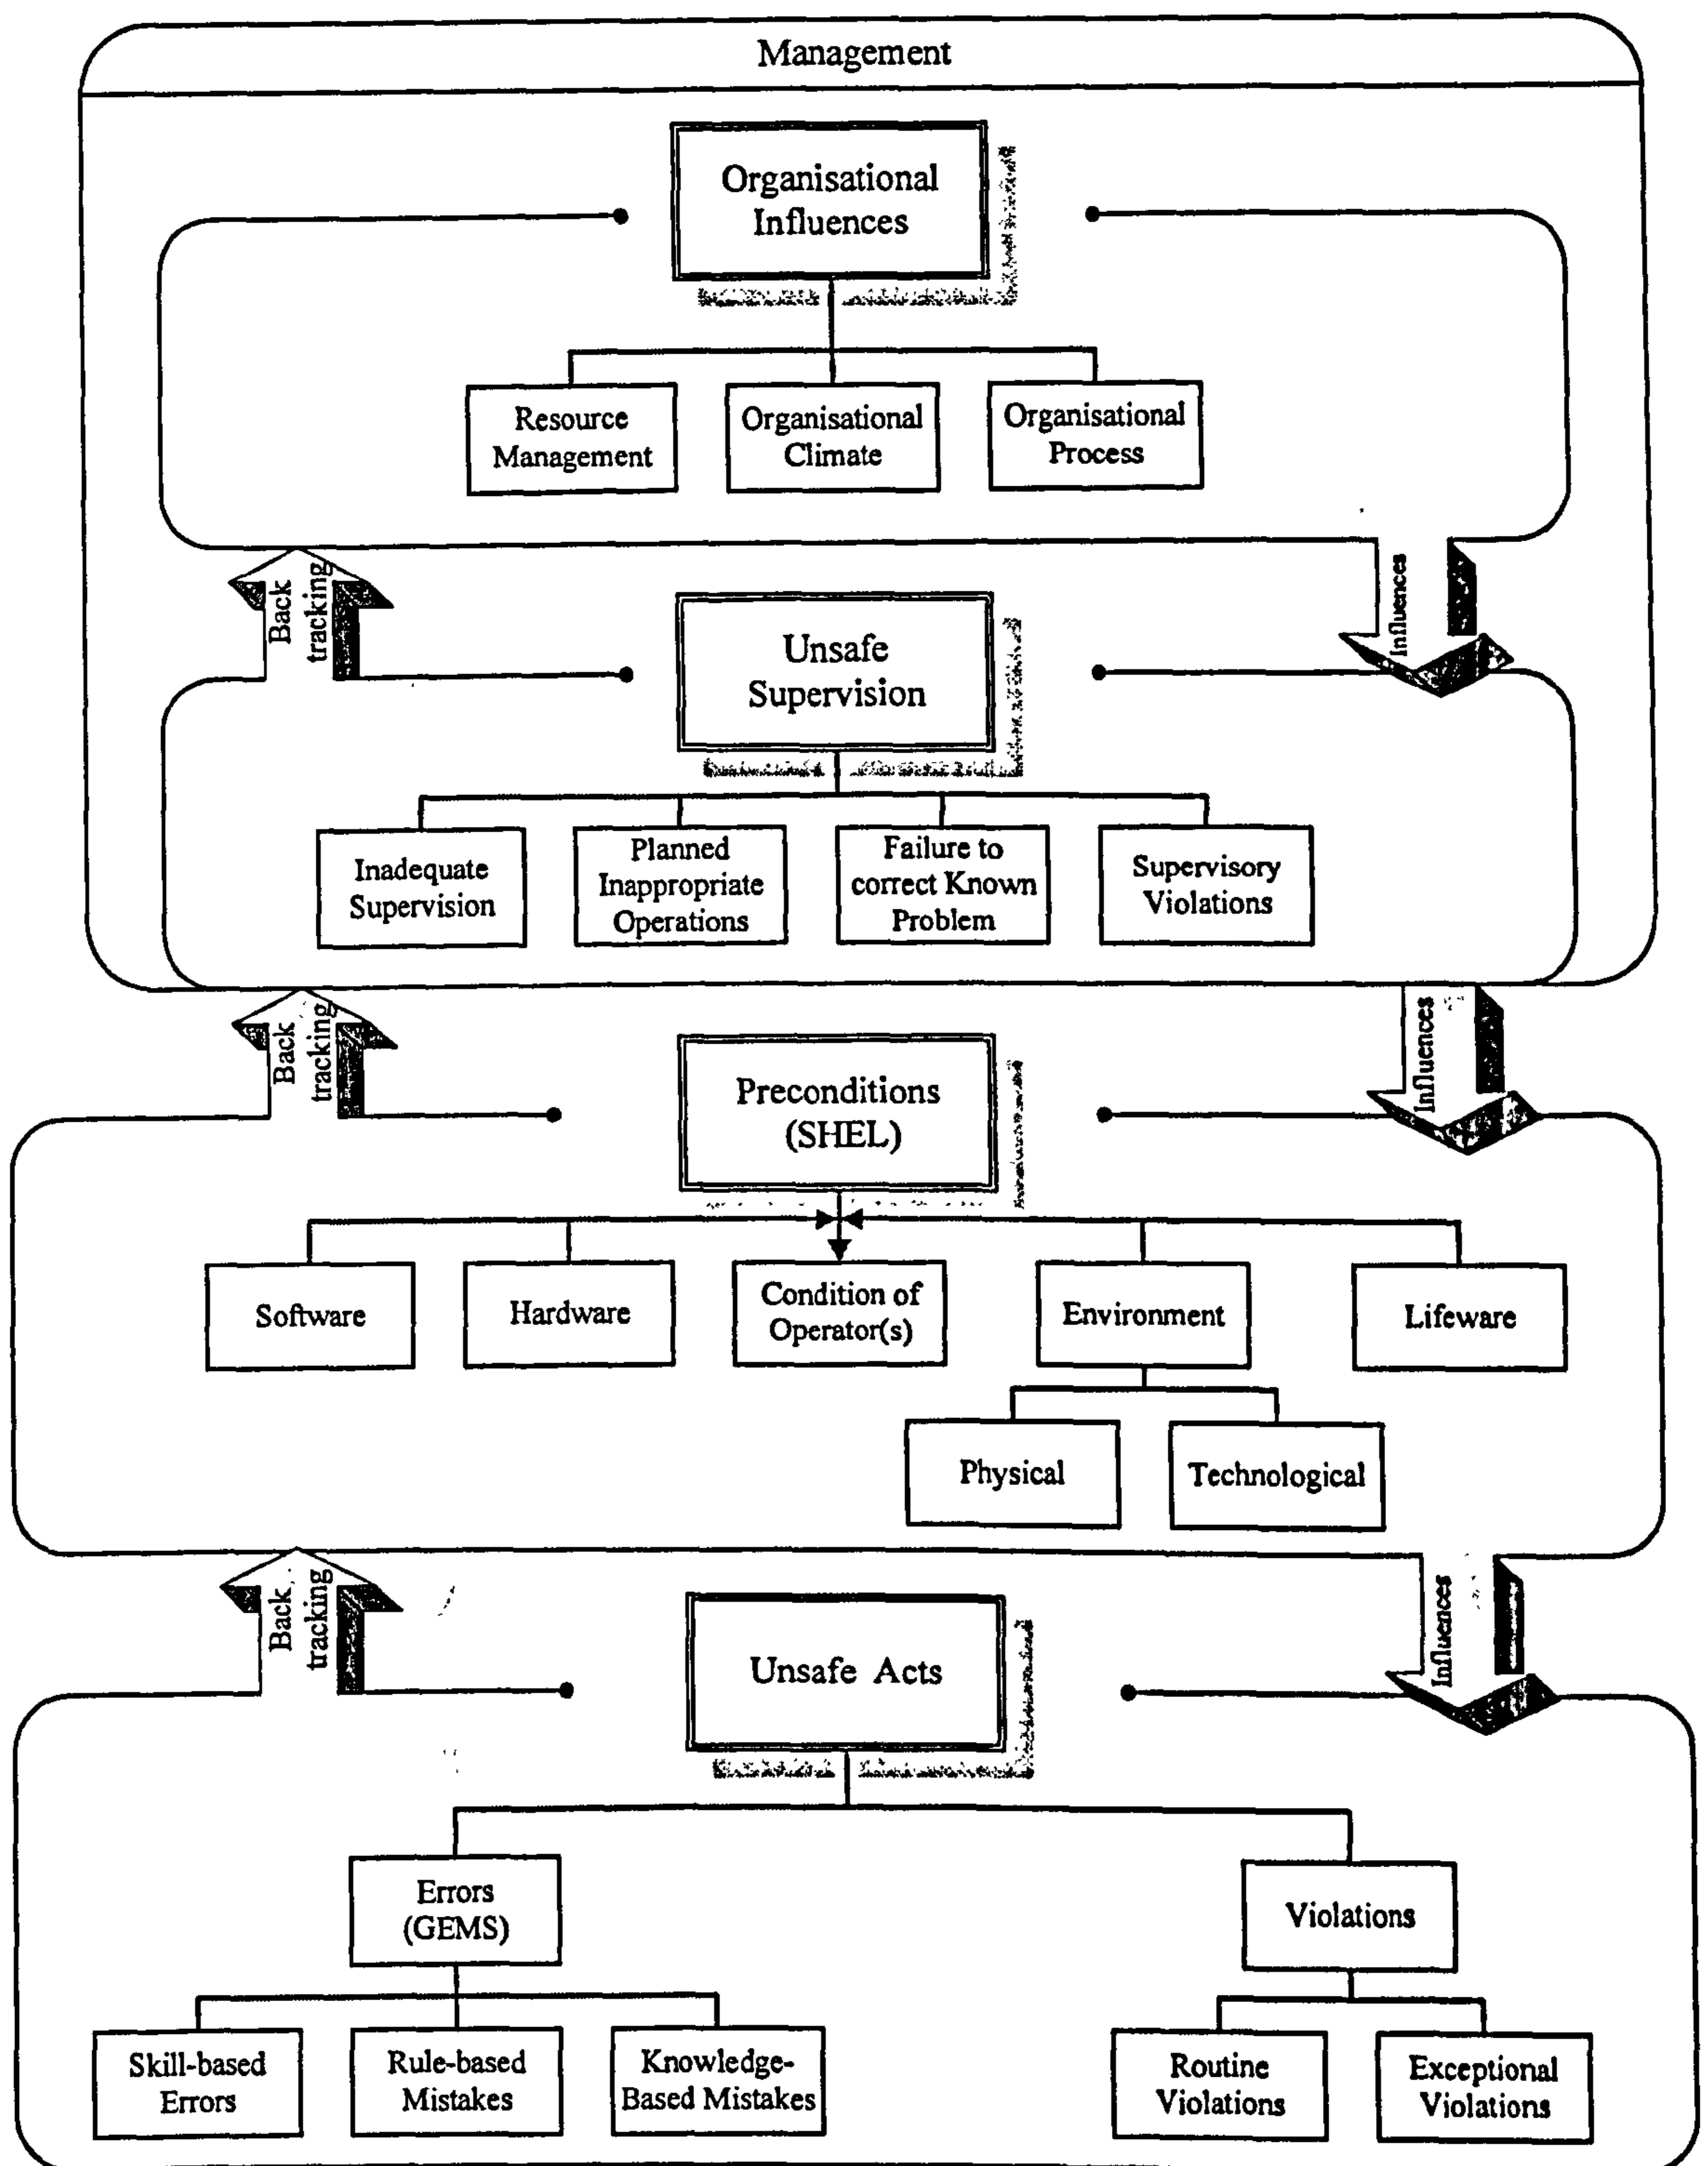 Management
Organisational
Influences
Resource
Management
Organisational
Climate
Organisational
Process
Back
tracking
Influences
Unsafe
Supervision
Inadequate
Supervision
Planned
Inappropriate
Operations
Failure to
correct Known
Problem
Supervisory
Violations
Back
tracking
Influences
Preconditions
(SHEL)
Software
Hardware
Condition of
Operator(s)
Environment
Lifeware
Physical
Technological
Back
tracking
Influences
Unsafe Acts
Errors
(GEMS)
Violations
Skill-based
Errors
Rule-based
Mistakes
Knowledge-
Based Mistakes
Routine
Violations
Exceptional
Violations